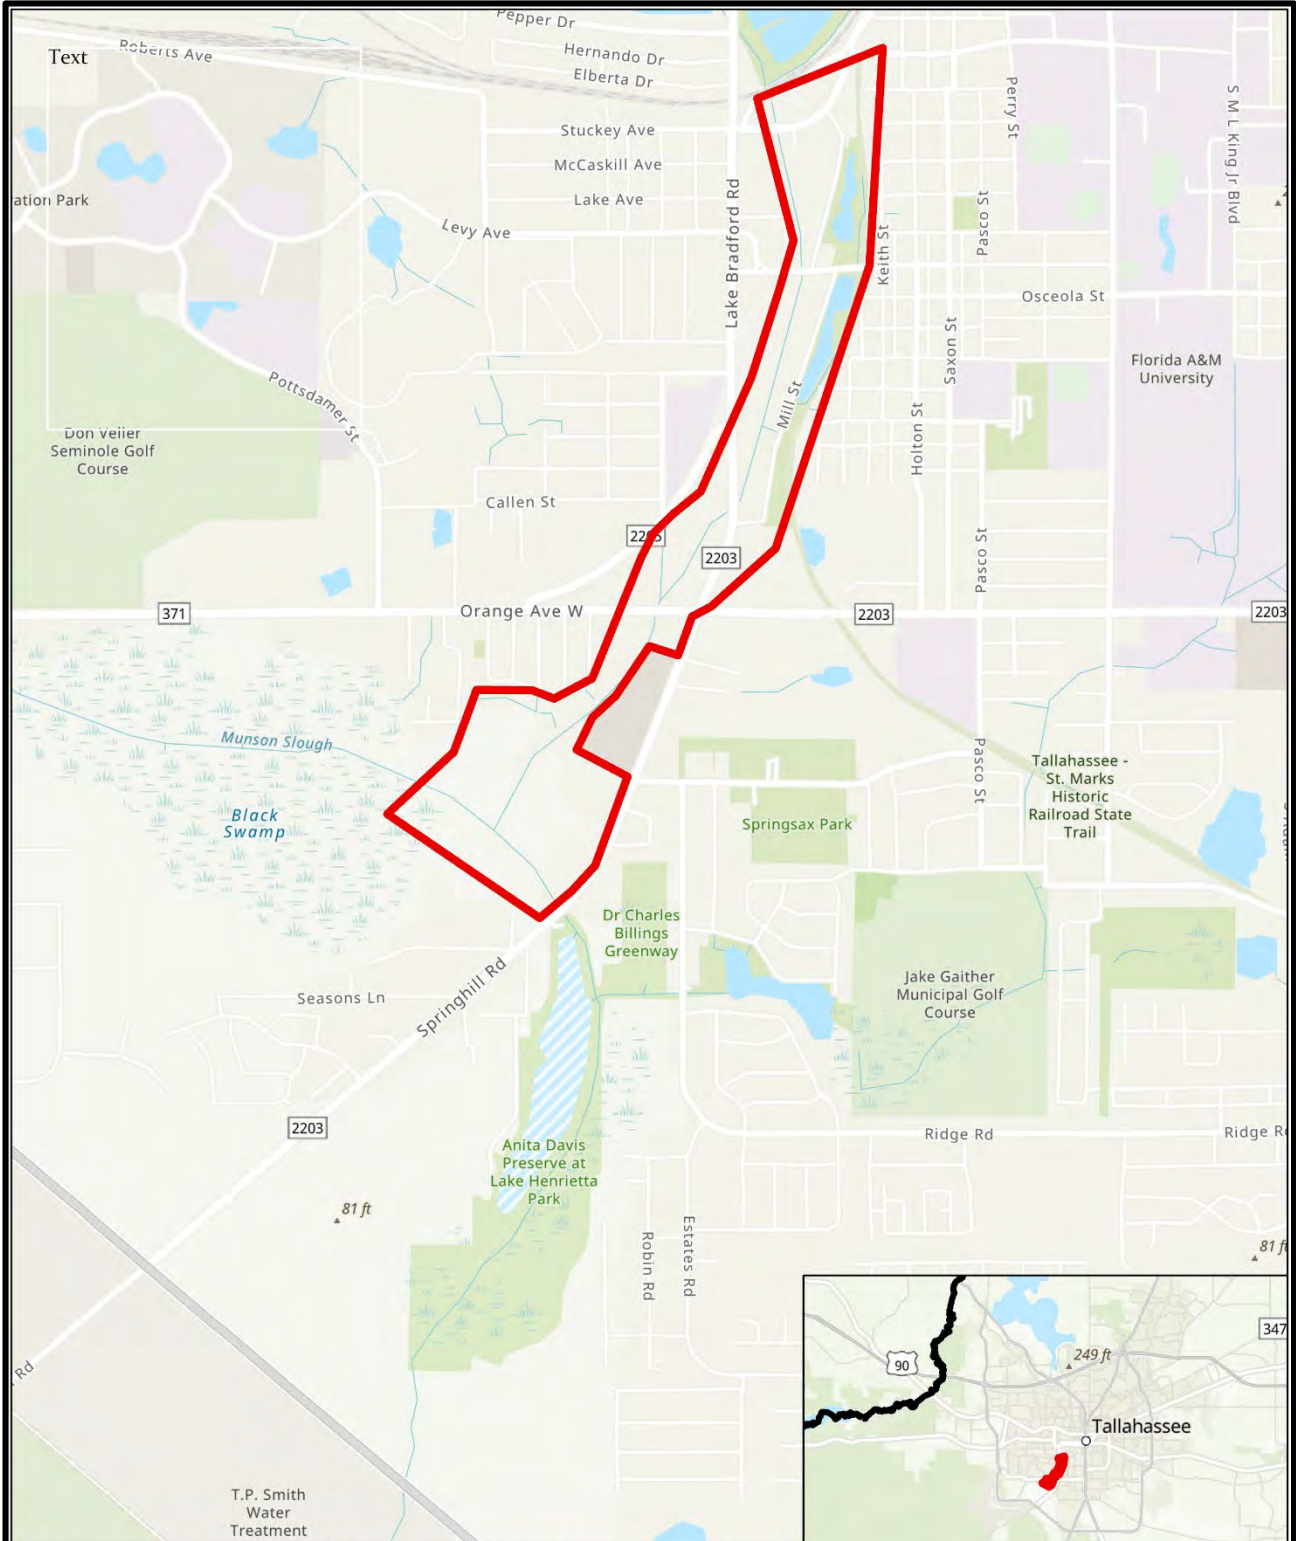 Pepper Dr
Text
Roberts Ave
Hernando Dr
Elberta Dr
Perry St
S M L King Jr Blvd
Stuckey Ave
McCaskill Ave
Lake Ave
ation Park
Levy Ave
Lake Bradford Rd
Keith St
Pasco St
Osceola St
Saxon St
Florida A&M
University
Pottsdamer St
Mill St
Holton St
Don Veller
Seminole Golf
Course
Callen St
2203
Pasco St
371
Orange Ave W
2203
2203
Munson Slough
Black
Swamp
Pasco St
Tallahassee -
St. Marks
Historic
Railroad State
Trail
Springsax Park
Dr Charles
Billings
Greenway
Jake Gaither
Municipal Golf
Course
Seasons Ln
Springhill Rd
2203
Ridge Rd
Ridge R
Anita Davis
Preserve at
Lake Henrietta
Park
81 ft
Robin Rd
Estates Rd
81 ft
Rd
347
90
249 ft
Tallahassee
T.P. Smith
Water
Treatment